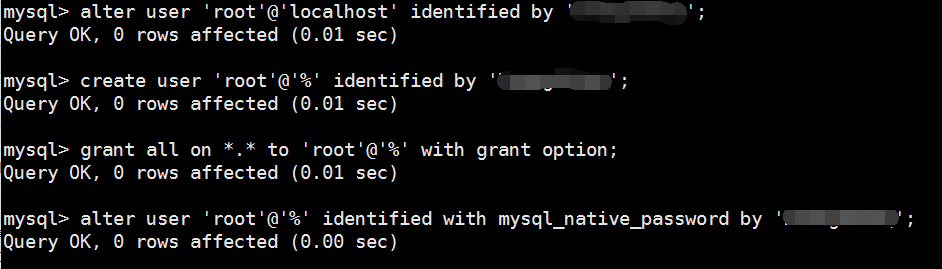 mysql> alter user 'root'@'localhost' identified by '';
Query OK, 0 rows affected (0.01 sec)
mysql> create user 'root'@'%' identified by '';
Query OK, 0 rows affected (0.01 sec)
mysql> grant all on *.* to 'root'@'%' with grant option;
Query OK, 0 rows affected (0.01 sec)
mysql> alter user 'root'@'%' identified with mysql_native_password by '';
Query OK, 0 rows affected (0.00 sec)